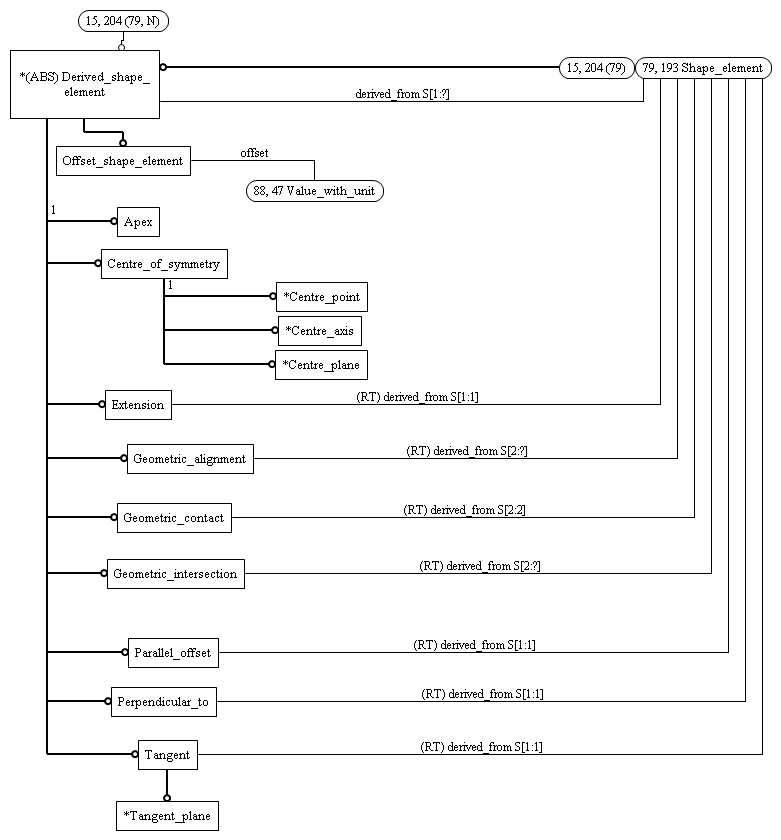 15, 204 (79, N)
*(ABS) Derived_shape_
element
15, 204 (79)
79, 193 Shape_element
derived_from S[1:?]
Offset_shape_element
offset
88, 47 Value_with_unit
1
Apex
Centre_of_symmetry
1
*Centre_point
*Centre_axis
*Centre_plane
Extension
(RT) derived_from S[1:1]
Geometric_alignment
(RT) derived_from S[2:?]
Geometric_contact
(RT) derived_from S[2:2]
Geometric_intersection
(RT) derived_from S[2:?]
Parallel_offset
(RT) derived_from S[1:1]
Perpendicular_to
(RT) derived_from S[1:1]
Tangent
(RT) derived_from S[1:1]
*Tangent_plane